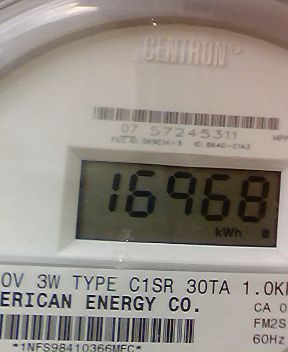 CENTRON®
07 57245311
16968
kWh
0V 3W TYPE C1SR 30TA 1.0K
ERICAN ENERGY CO.
CA 0
FM2S
60Hz
*1NFS98410366MFC*